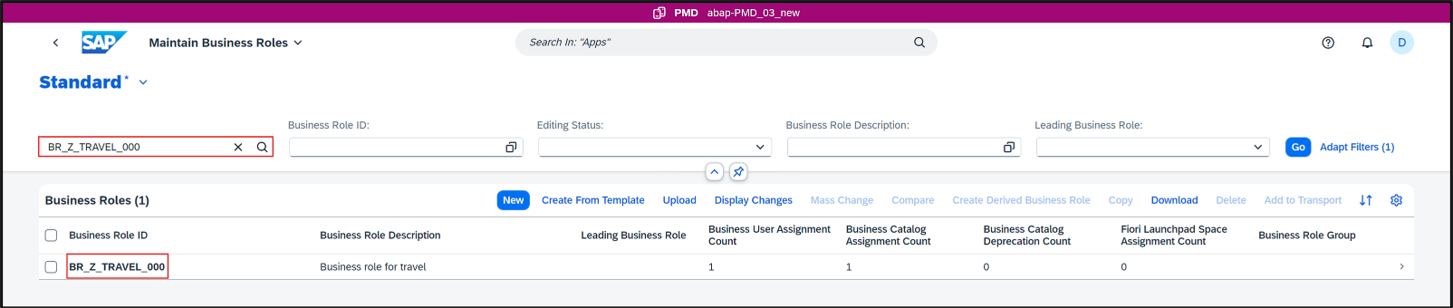 PMD abap-PMD_03_new
SAP Maintain Business Roles Search In: "Apps" D
Standard*
Business Role ID: Editing Status: Business Role Description: Leading Business Role:
BR_Z_TRAVEL_000 Go Adapt Filters (1)
Business Roles (1) New Create From Template Upload Display Changes Mass Change Compare Create Derived Business Role Copy Download Delete Add to Transport
Business Role ID Business Role Description Leading Business Role Business User Assignment Count Business Catalog Assignment Count Business Catalog Deprecation Count Fiori Launchpad Space Assignment Count Business Role Group
BR_Z_TRAVEL_000 Business role for travel 1 1 0 0